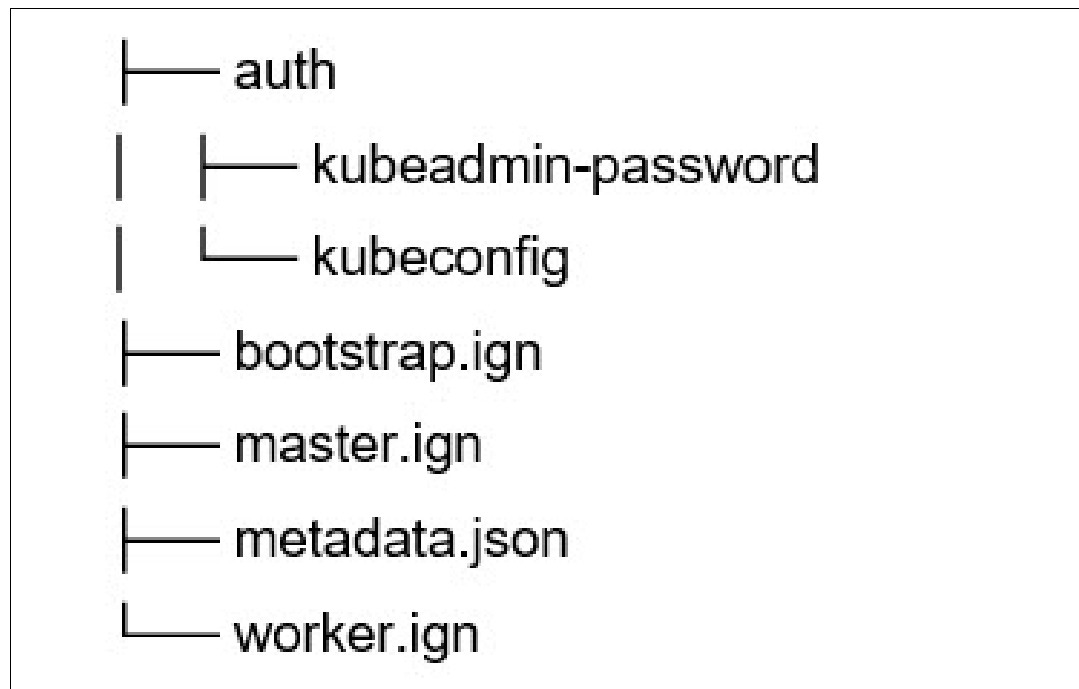 auth
kubeadmin-password
kubeconfig
bootstrap.ign
master.ign
metadata.json
worker.ign